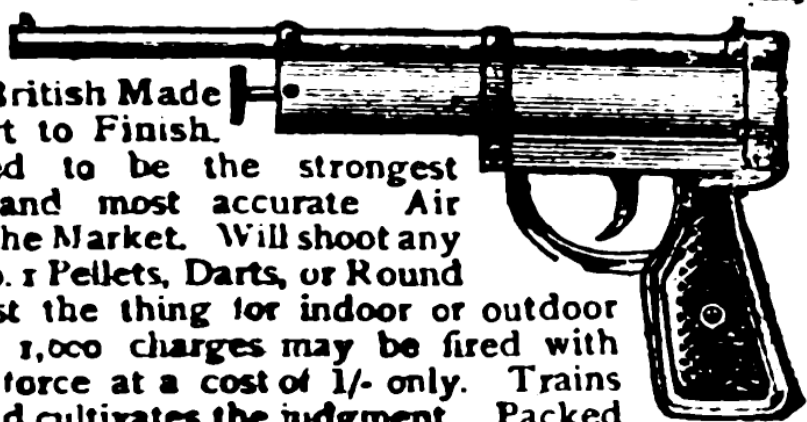 British Made
t to Finish.
ed to be the strongest
and most accurate Air
he Market. Will shoot any
o. 1 Pellets, Darts, or Round
st the thing for indoor or outdoor
1,000 charges may be fired with
force at a cost of 1/- only. Trains
d cultivates the judgment. Packed